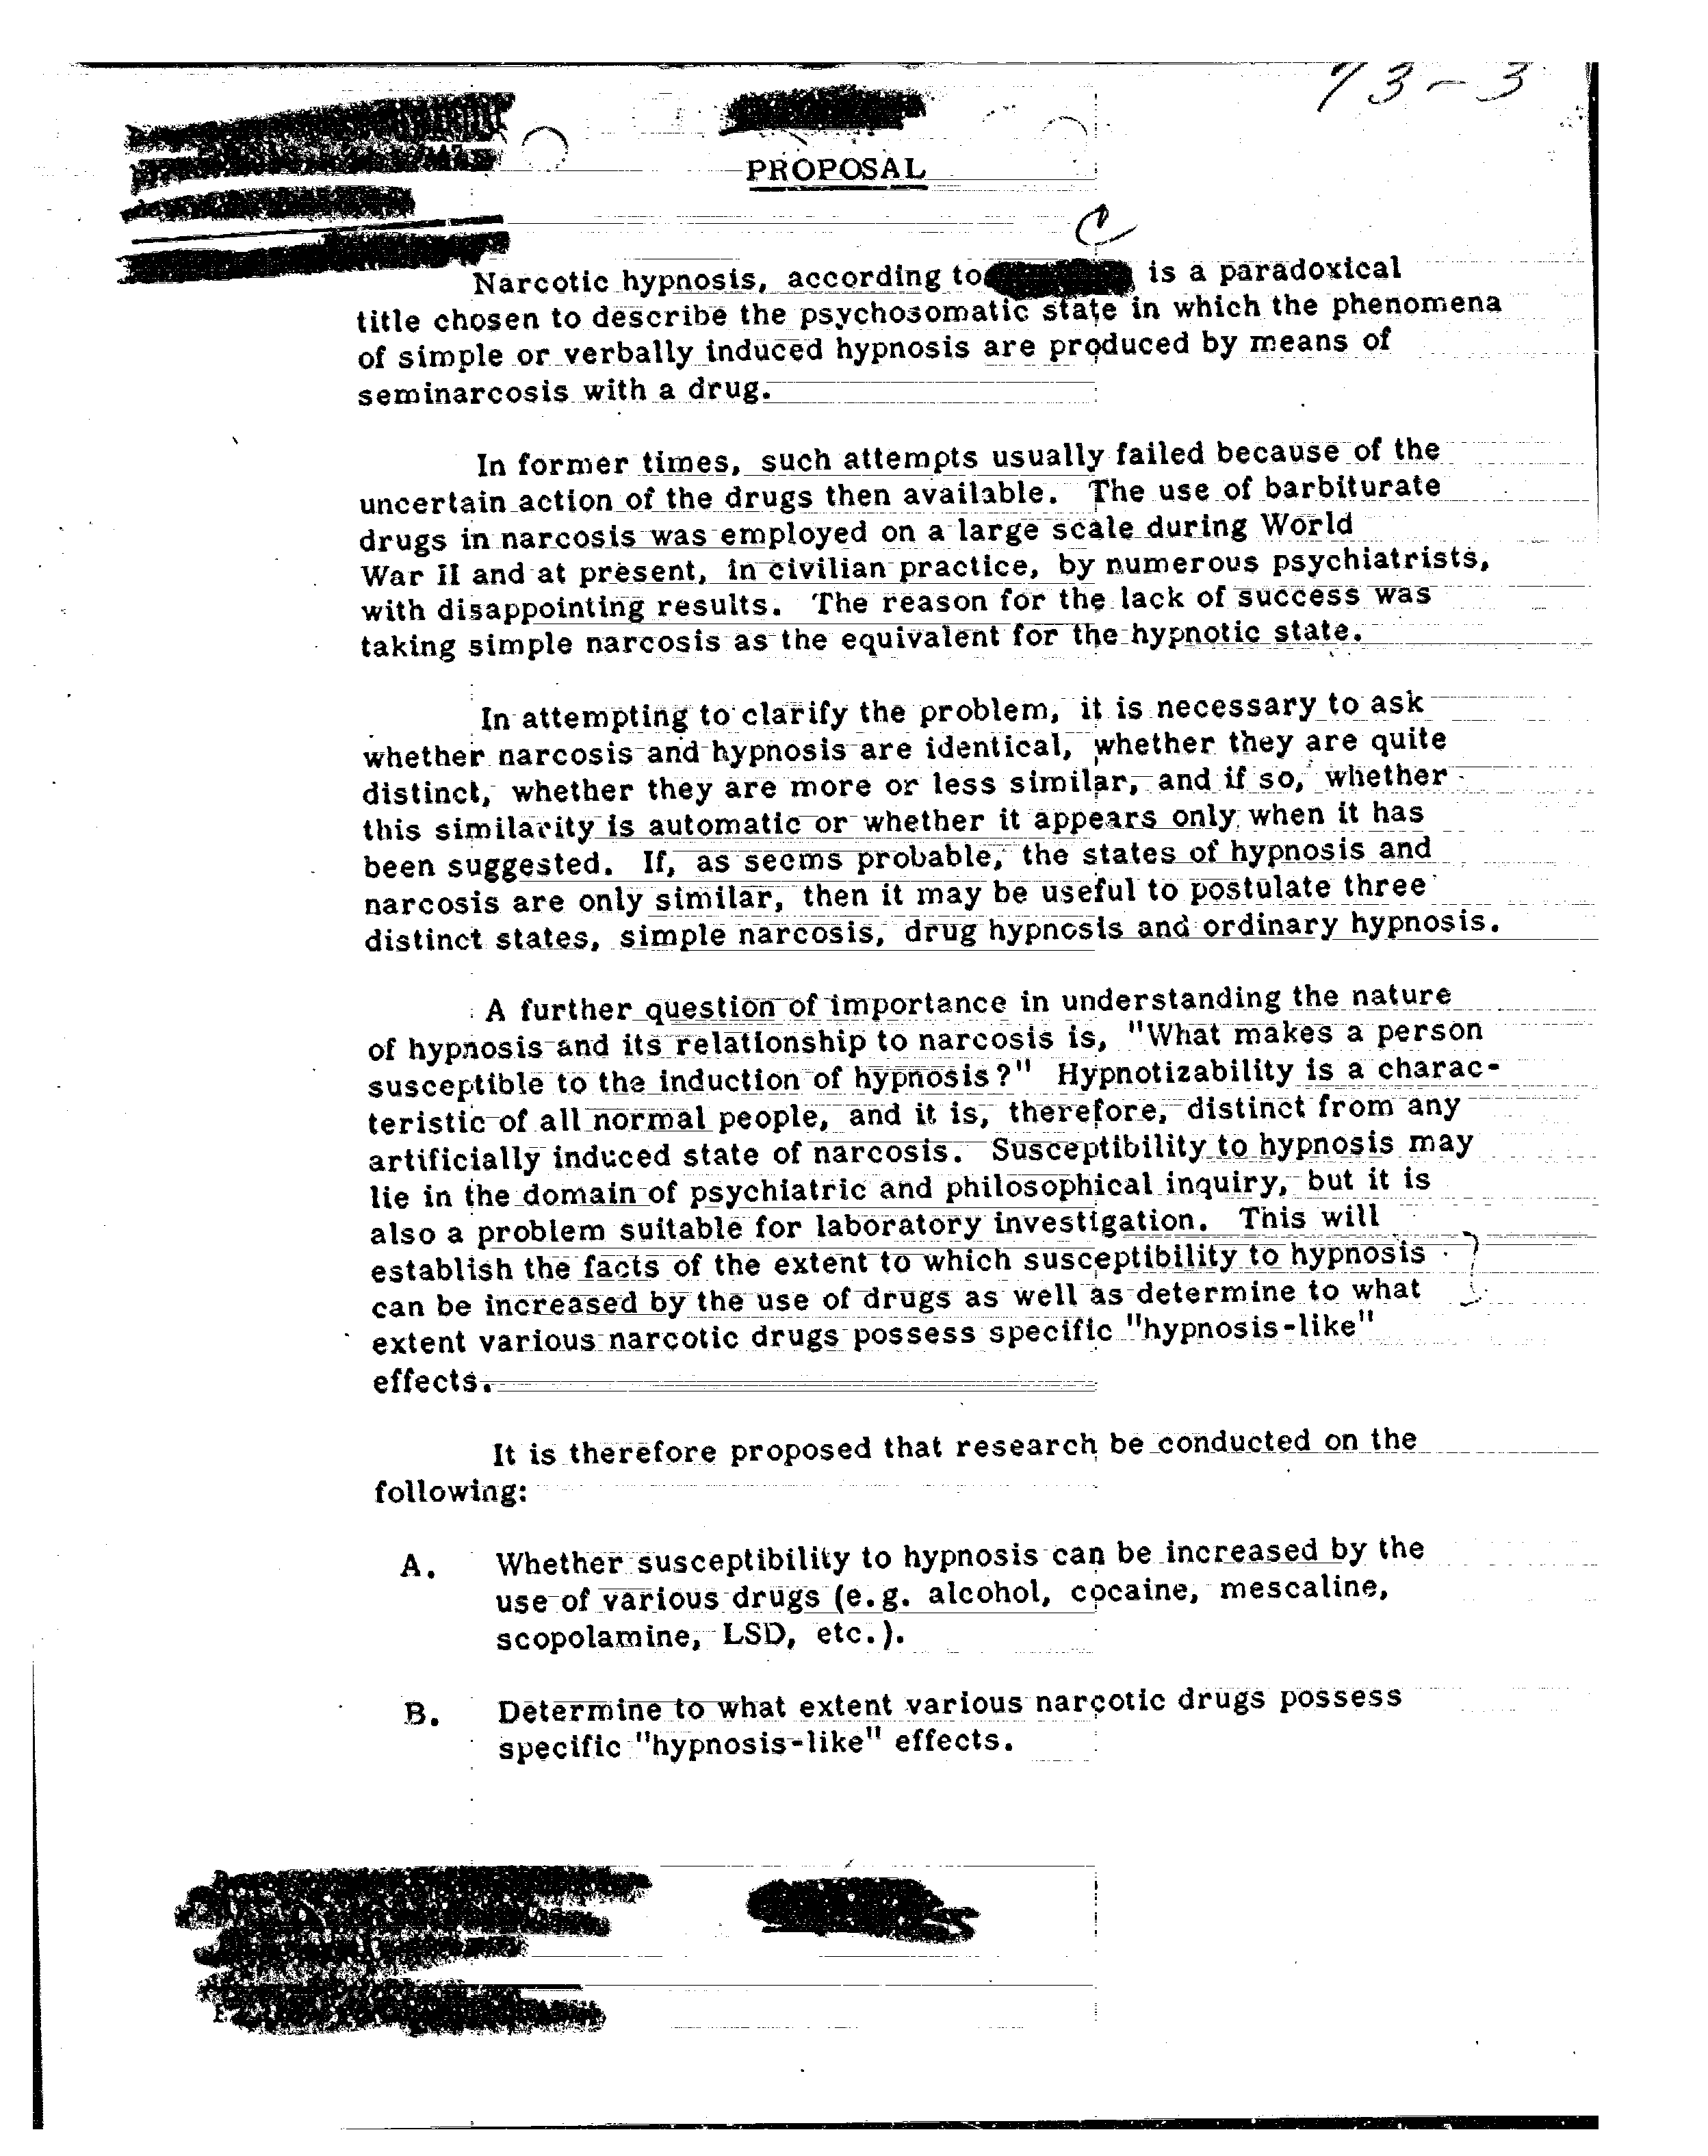 73-3
PROPOSAL
C
Narcotic hypnosis, according to is a paradoxical
title chosen to describe the psychosomatic state in which the phenomena
of simple or verbally induced hypnosis are produced by means of
seminarcosis with a drug.
In former times, such attempts usually failed because of the
uncertain action of the drugs then available. The use of barbiturate
drugs in narcosis was employed on a large scale during World
War II and at present, in civilian practice, by numerous psychiatrists,
with disappointing results. The reason for the lack of success was
taking simple narcosis as the equivalent for the hypnotic state.
In attempting to clarify the problem, it is necessary to ask
whether narcosis and hypnosis are identical, whether they are quite
distinct, whether they are more or less similar, and if so, whether
this similarity is automatic or whether it appears only when it has
been suggested. If, as seems probable, the states of hypnosis and
narcosis are only similar, then it may be useful to postulate three
distinct states, simple narcosis, drug hypnosis and ordinary hypnosis.
A further question of importance in understanding the nature
of hypnosis and its relationship to narcosis is, "What makes a person
susceptible to the induction of hypnosis?" Hypnotizability is a charac-
teristic of all normal people, and it is, therefore, distinct from any
artificially induced state of narcosis. Susceptibility to hypnosis may
lie in the domain of psychiatric and philosophical inquiry, but it is
also a problem suitable for laboratory investigation. This will
establish the facts of the extent to which susceptibility to hypnosis
can be increased by the use of drugs as well as determine to what
extent various narcotic drugs possess specific "hypnosis-like"
effects.
It is therefore proposed that research be conducted on the
following:
A. Whether susceptibility to hypnosis can be increased by the
use of various drugs (e.g. alcohol, cocaine, mescaline,
scopolamine, LSD, etc.).
B. Determine to what extent various narcotic drugs possess
specific "hypnosis-like" effects.